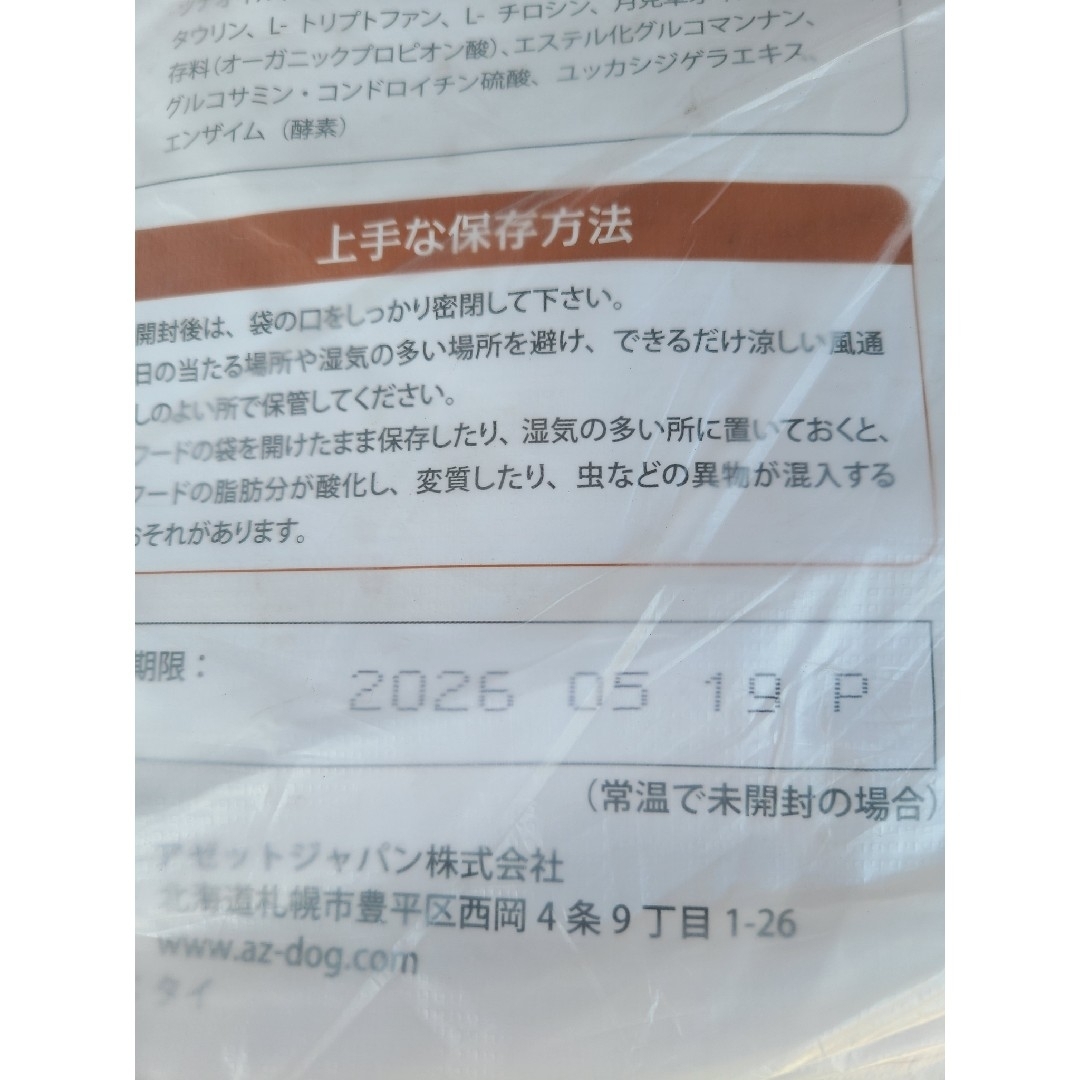 タウリン、L- トリプトファン、L- チロシン、
存料(オーガニックプロピオン酸)、エステル化グルコマンナン、
グルコサミン・コンドロイチン硫酸、ユッカシジゲラエキス、
エンザイム（酵素）
上手な保存方法
開封後は、袋の口をしっかり密閉して下さい。
日の当たる場所や湿気の多い場所を避け、できるだけ涼しい風通
しのよい所で保管してください。
フードの袋を開けたまま保存したり、湿気の多い所に置いておくと、
フードの脂肪分が酸化し、変質したり、虫などの異物が混入する
おそれがあります。
期限：
2026 05 19 P
（常温で未開封の場合）
アゼットジャパン株式会社
北海道札幌市豊平区西岡 4 条 9 丁目 1-26
www.az-dog.com
タイ